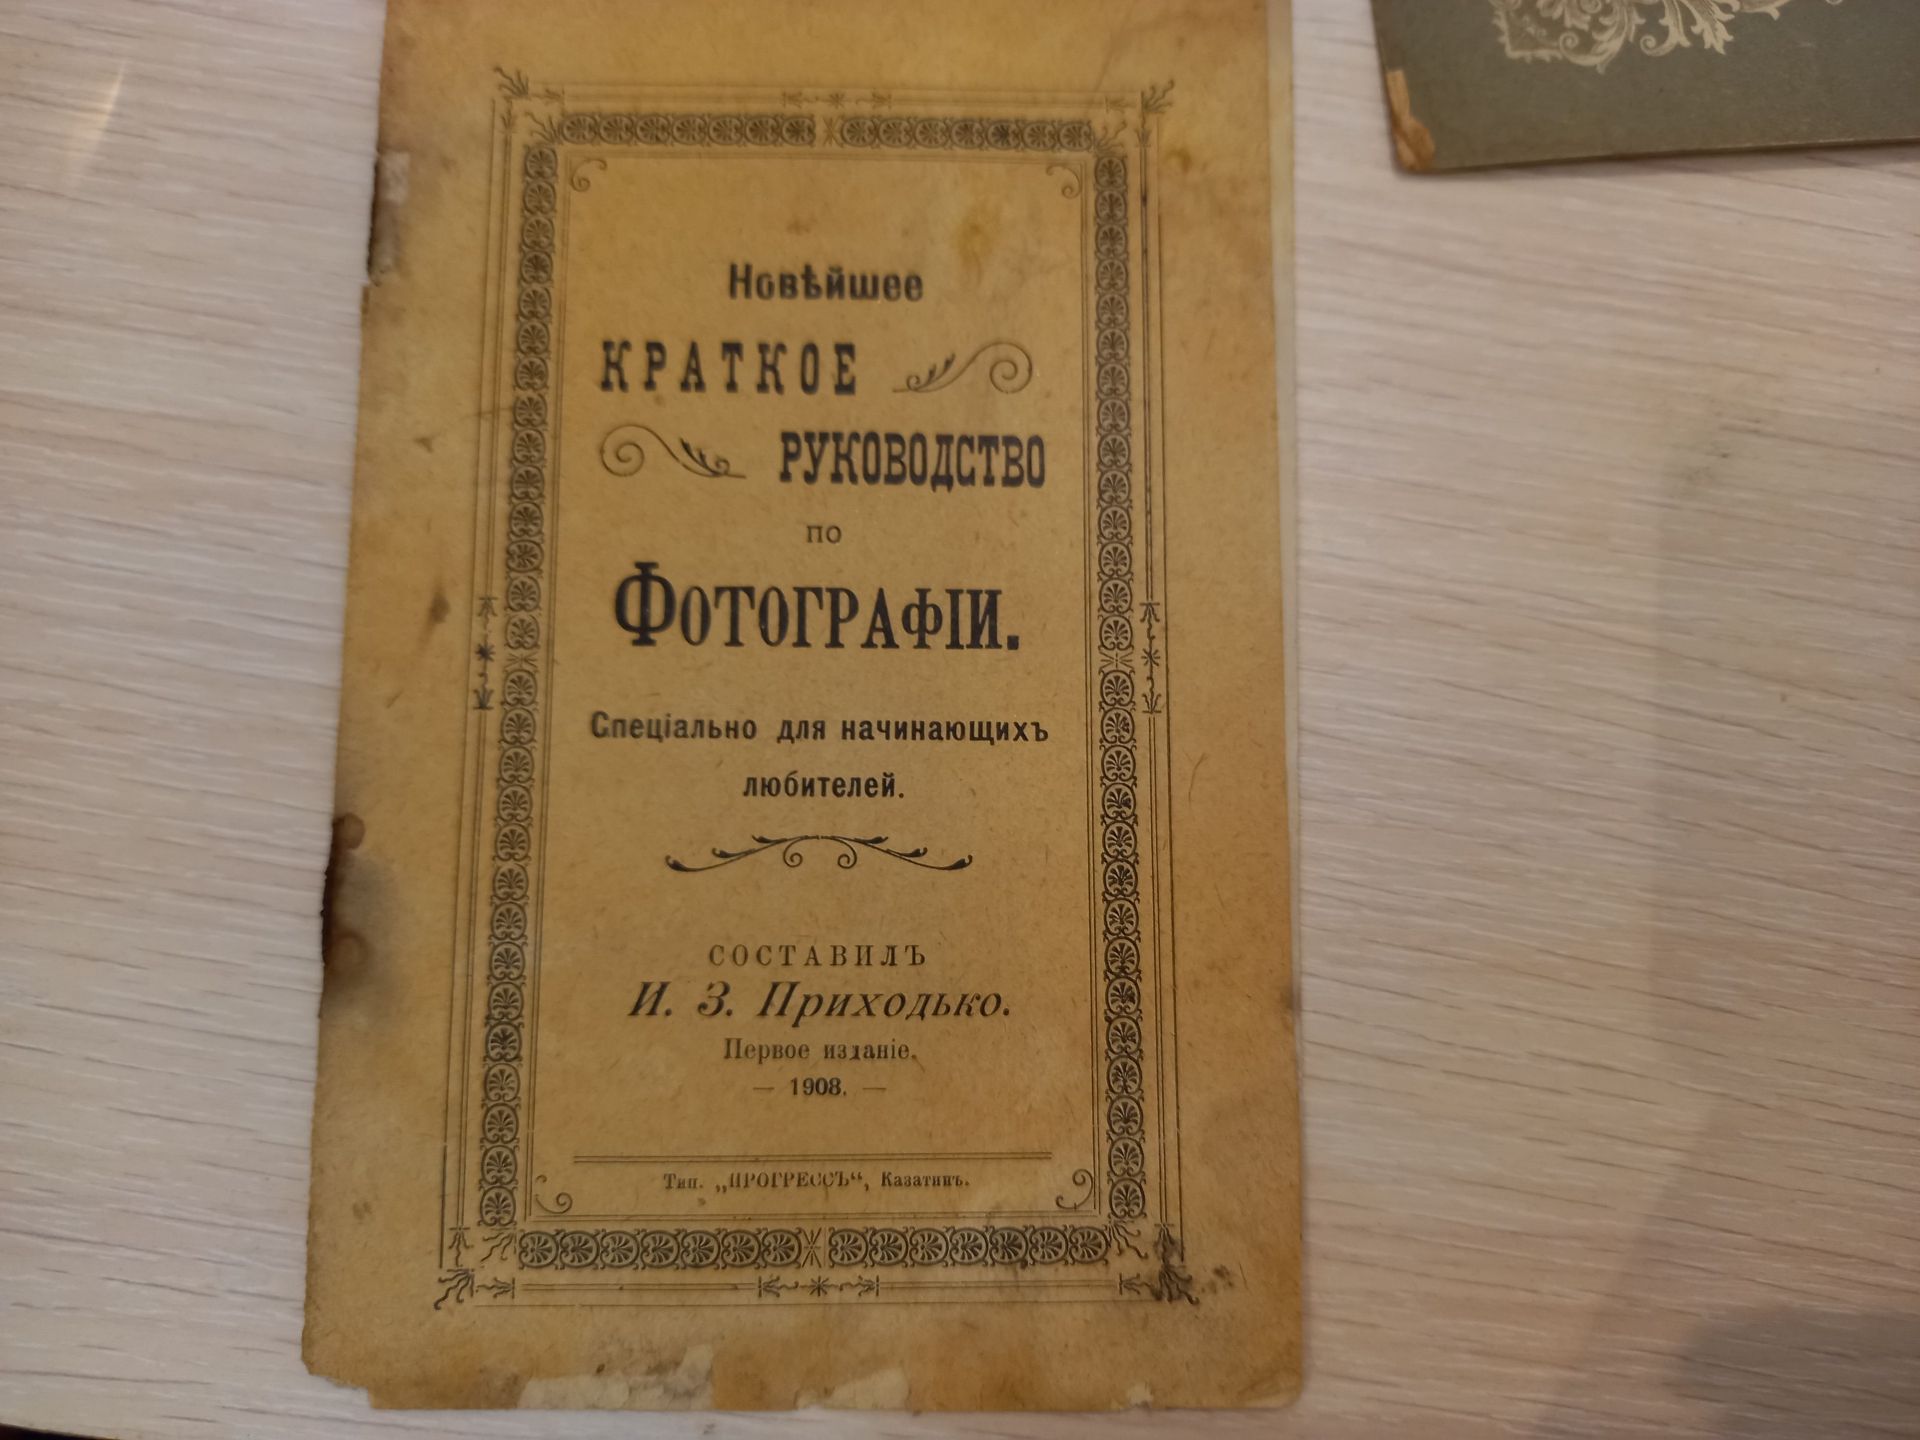 Новѣйшее
КРАТКОЕ
РУКОВОДСТВО
по
ФОТОГРАФІИ.
Спеціально для начинающихъ
любителей.
СОСТАВИЛЪ
И. З. Приходько.
Первое изданіе.
— 1908. —
Тип. „ПРОГРЕССЪ“, Казатинъ.